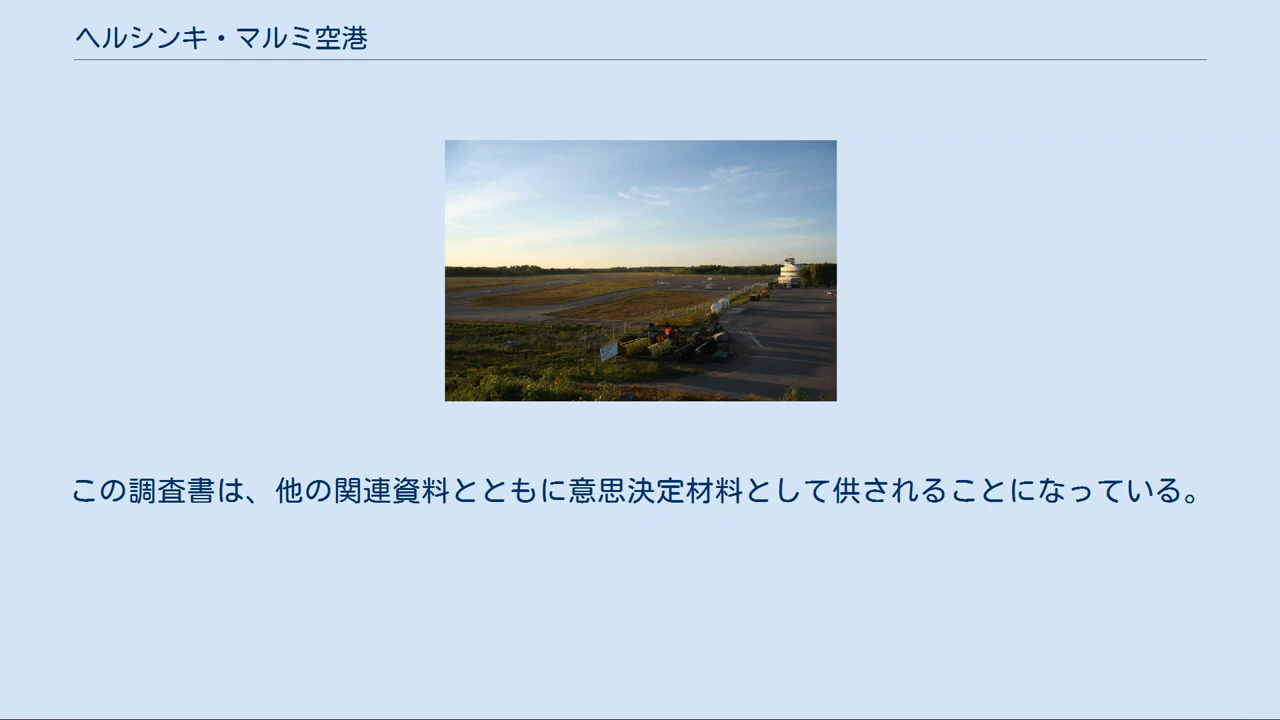 ヘルシンキ・マルミ空港
この調査書は、他の関連資料とともに意思決定材料として供されることになっている。